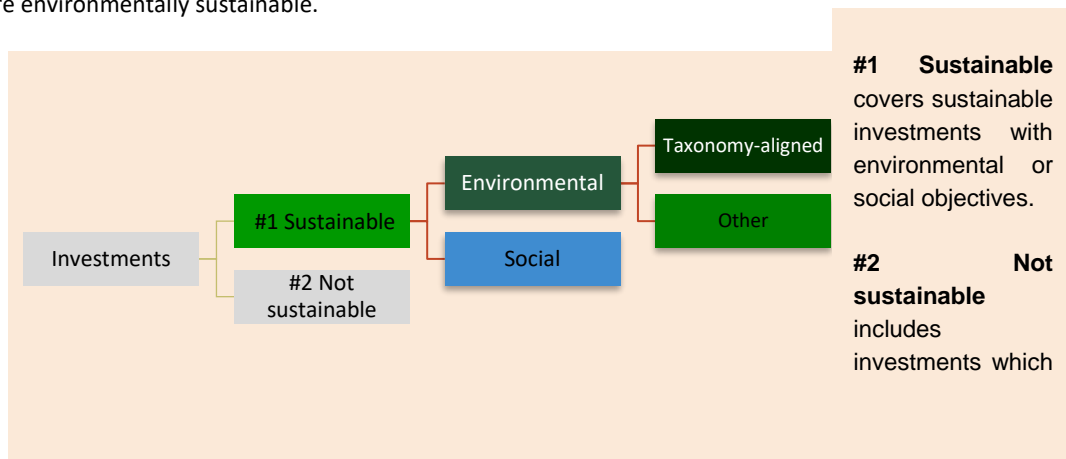 e environmentally sustainable.
Taxonomy-aligned
Environmental
#1 Sustainable
Other
Investments
Social
#2 Not
sustainable
#1 Sustainable
covers sustainable
investments with
environmental or
social objectives.
#2 Not
sustainable
includes
investments which